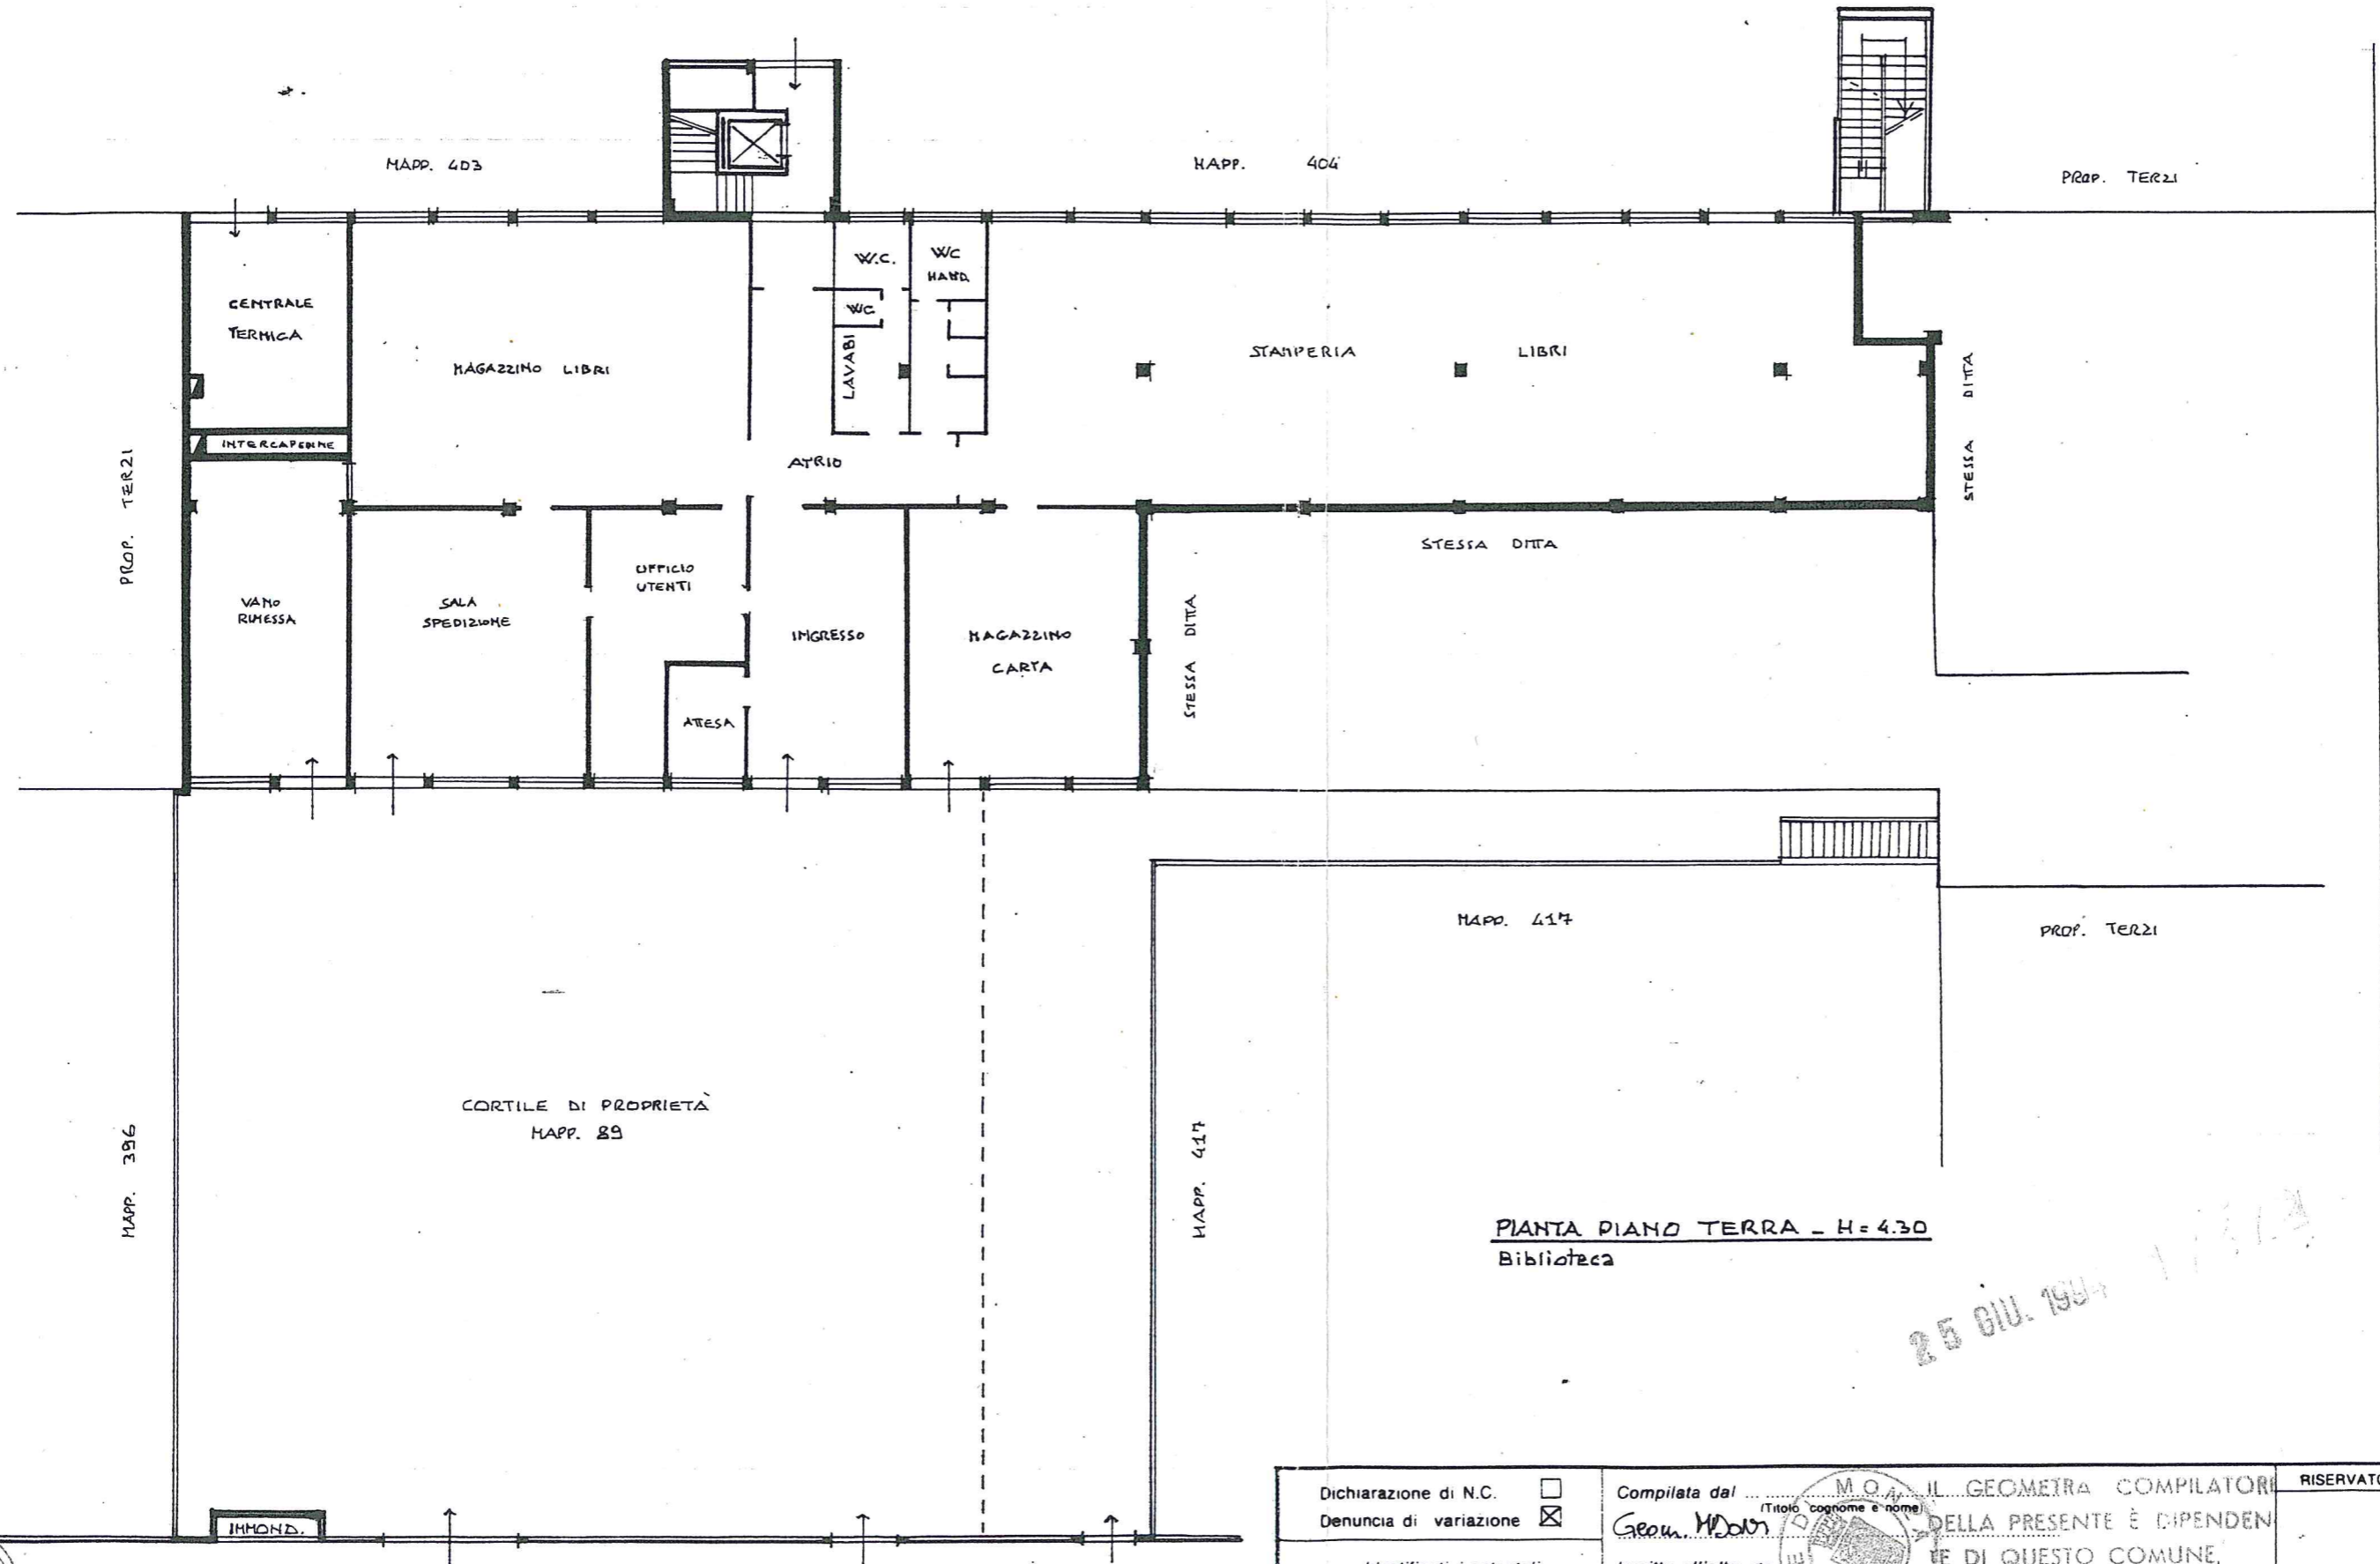 MAPP. 403
MAPP. 404
PROP. TERZI
CENTRALE
TERMICA
MAGAZZINO LIBRI
W.C.
WC
HAND.
WC
LAVABI
STAMPERIA LIBRI
STESSA DITTA
INTERCAPEDINE
ATRIO
PROP. TERZI
VANO
RIMESSA
SALA
SPEDIZIONE
UFFICIO
UTENTI
INGRESSO
ATTESA
MAGAZZINO
CARTA
STESSA DITTA
STESSA DITTA
MAPP. 417
PROP. TERZI
CORTILE DI PROPRIETÀ
MAPP. 89
MAPP. 396
MAPP. 417
PIANTA PIANO TERRA - H= 4.30
Biblioteca
25 GIU. 1994
IMMOND.
Dichiarazione di N.C.
Denuncia di variazione
Compilata dal
(Titolo cognome e nome)
Geom.
IL GEOMETRA COMPILATORE
DELLA PRESENTE È DIPENDEN
TE DI QUESTO COMUNE.
RISERVATO